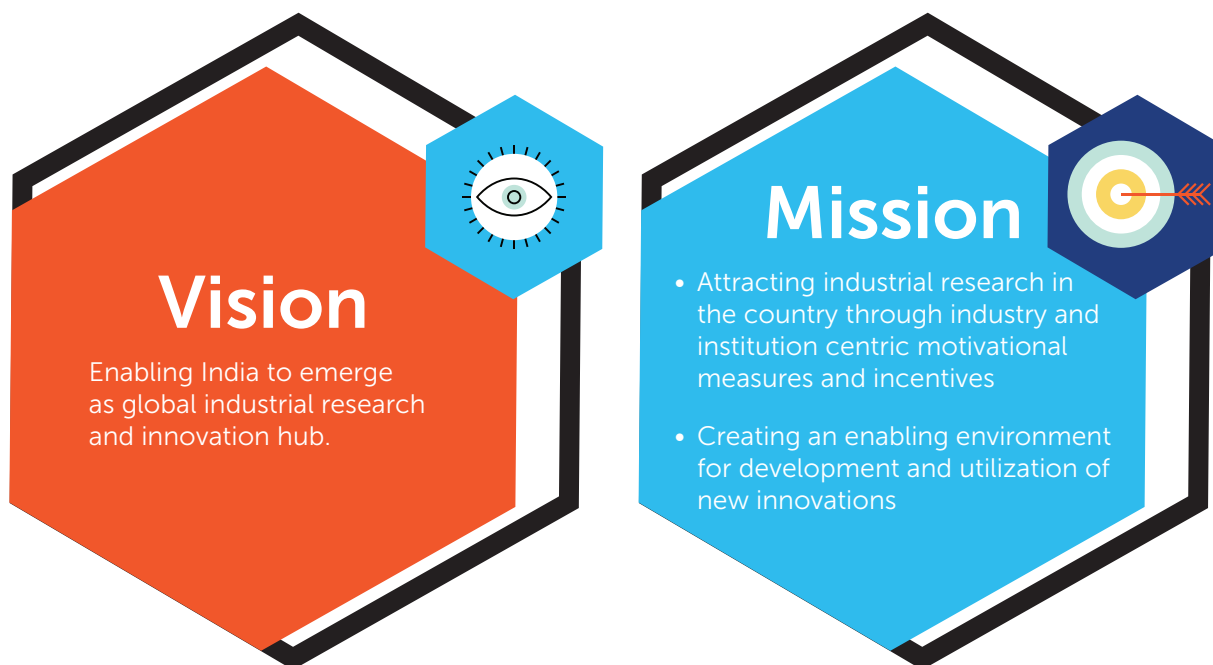 Vision
Enabling India to emerge
as global industrial research
and innovation hub.
Mission
• Attracting industrial research in
the country through industry and
institution centric motivational
measures and incentives
• Creating an enabling environment
for development and utilization of
new innovations